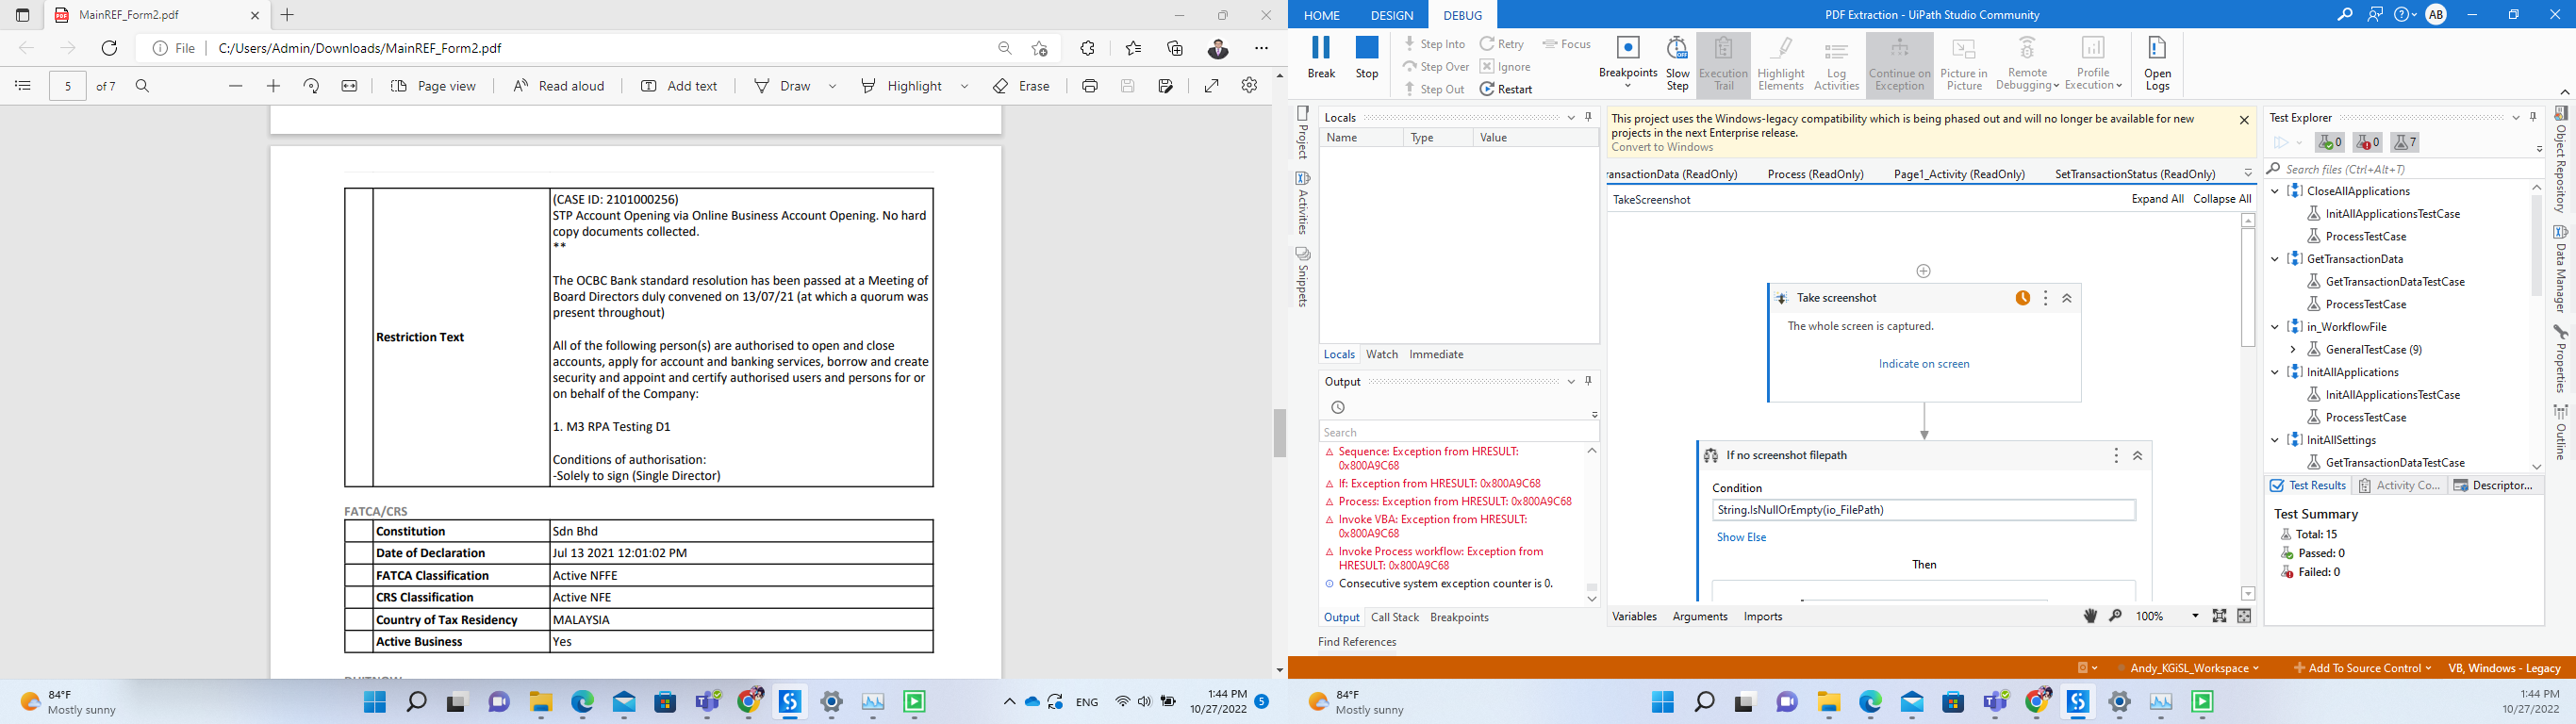 MainREF_Form2.pdf
File
C:/Users/Admin/Downloads/MainREF_Form2.pdf
5 of 7
Page view
Read aloud
Add text
Draw
Highlight
Erase
Restriction Text
(CASE ID: 2101000256)
STP Account Opening via Online Business Account Opening. No hard
copy documents collected.
**
The OCBC Bank standard resolution has been passed at a Meeting of
Board Directors duly convened on 13/07/21 (at which a quorum was
present throughout)
All of the following person(s) are authorised to open and close
accounts, apply for account and banking services, borrow and create
security and appoint and certify authorised users and persons for or
on behalf of the Company:
1. M3 RPA Testing D1
Conditions of authorisation:
-Solely to sign (Single Director)
FATCA/CRS
Constitution Sdn Bhd
Date of Declaration Jul 13 2021 12:01:02 PM
FATCA Classification Active NFFE
CRS Classification Active NFE
Country of Tax Residency MALAYSIA
Active Business Yes
84°F
Mostly sunny
ENG
1:44 PM
10/27/2022
5
HOME DESIGN DEBUG
PDF Extraction - UiPath Studio Community
AB
Break
Stop
Step Into
Step Over
Step Out
Retry
Ignore
Restart
Focus
Breakpoints
Slow
Step
Execution
Trail
Highlight
Elements
Log
Activities
Continue on
Exception
Picture in
Picture
Remote
Debugging
Profile
Execution
Open
Logs
Project
Activities
Snippets
Locals
Name Type Value
Locals Watch Immediate
Output
Search
Sequence: Exception from HRESULT:
0x800A9C68
If: Exception from HRESULT: 0x800A9C68
Process: Exception from HRESULT: 0x800A9C68
Invoke VBA: Exception from HRESULT:
0x800A9C68
Invoke Process workflow: Exception from
HRESULT: 0x800A9C68
Consecutive system exception counter is 0.
Output Call Stack Breakpoints
Find References
This project uses the Windows-legacy compatibility which is being phased out and will no longer be available for new
projects in the next Enterprise release.
Convert to Windows
ransactionData (ReadOnly) Process (ReadOnly) Page1_Activity (ReadOnly) SetTransactionStatus (ReadOnly)
TakeScreenshot
Expand All Collapse All
Take screenshot
The whole screen is captured.
Indicate on screen
If no screenshot filepath
Condition
String.IsNullOrEmpty(io_FilePath)
Show Else
Then
Variables Arguments Imports
100%
Test Explorer
0 0 7
Search files (Ctrl+Alt+T)
CloseAllApplications
InitAllApplicationsTestCase
ProcessTestCase
GetTransactionData
GetTransactionDataTestCase
ProcessTestCase
in_WorkflowFile
GeneralTestCase (9)
InitAllApplications
InitAllApplicationsTestCase
ProcessTestCase
InitAllSettings
GetTransactionDataTestCase
Test Results Activity Co... Descriptor...
Test Summary
Total: 15
Passed: 0
Failed: 0
Object Repository
Data Manager
Properties
Outline
Andy_KGiSL_Workspace
Add To Source Control
VB, Windows - Legacy
84°F
Mostly sunny
1:44 PM
10/27/2022